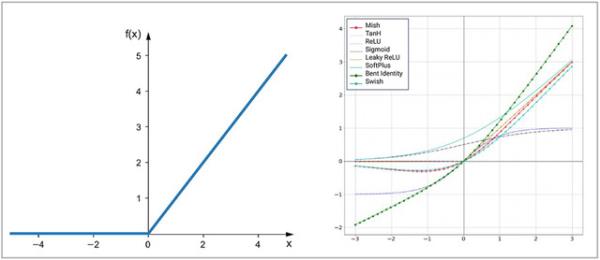 f(x)
5
4
3
2
1
−4
−2
0
2
4
x
Mish
TanH
ReLU
Sigmoid
Leaky ReLU
SoftPlus
Bent Identity
Swish
4
3
2
1
0
−1
−2
−3
−2
−1
0
1
2
3